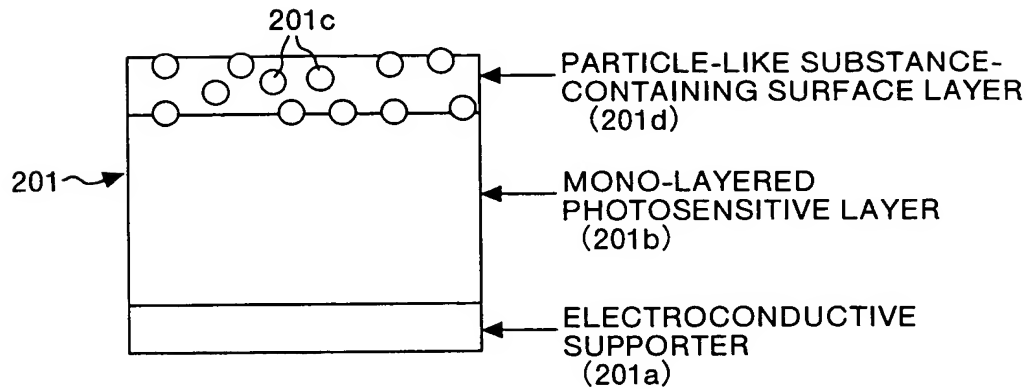 201c
PARTICLE-LIKE SUBSTANCE-
CONTAINING SURFACE LAYER
(201d)
201
MONO-LAYERED
PHOTOSENSITIVE LAYER
(201b)
ELECTROCONDUCTIVE
SUPPORTER
(201a)